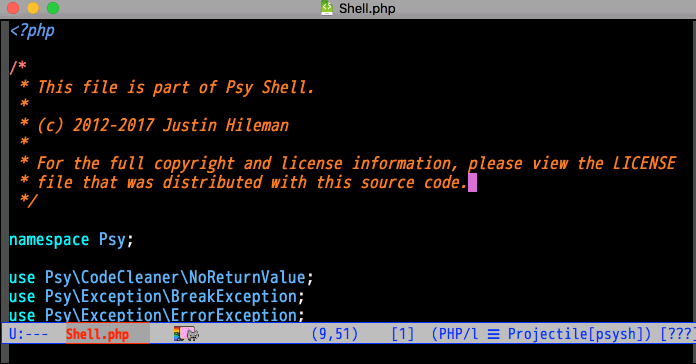 Shell.php
<?php
/*
 * This file is part of Psy Shell.
 *
 * (c) 2012-2017 Justin Hileman
 *
 * For the full copyright and license information, please view the LICENSE
 * file that was distributed with this source code.
 */
namespace Psy;
use Psy\CodeCleaner\NoReturnValue;
use Psy\Exception\BreakException;
use Psy\Exception\ErrorException;
U:--- Shell.php (9,51) [1] (PHP/l ☰ Projectile[psysh]) [???]